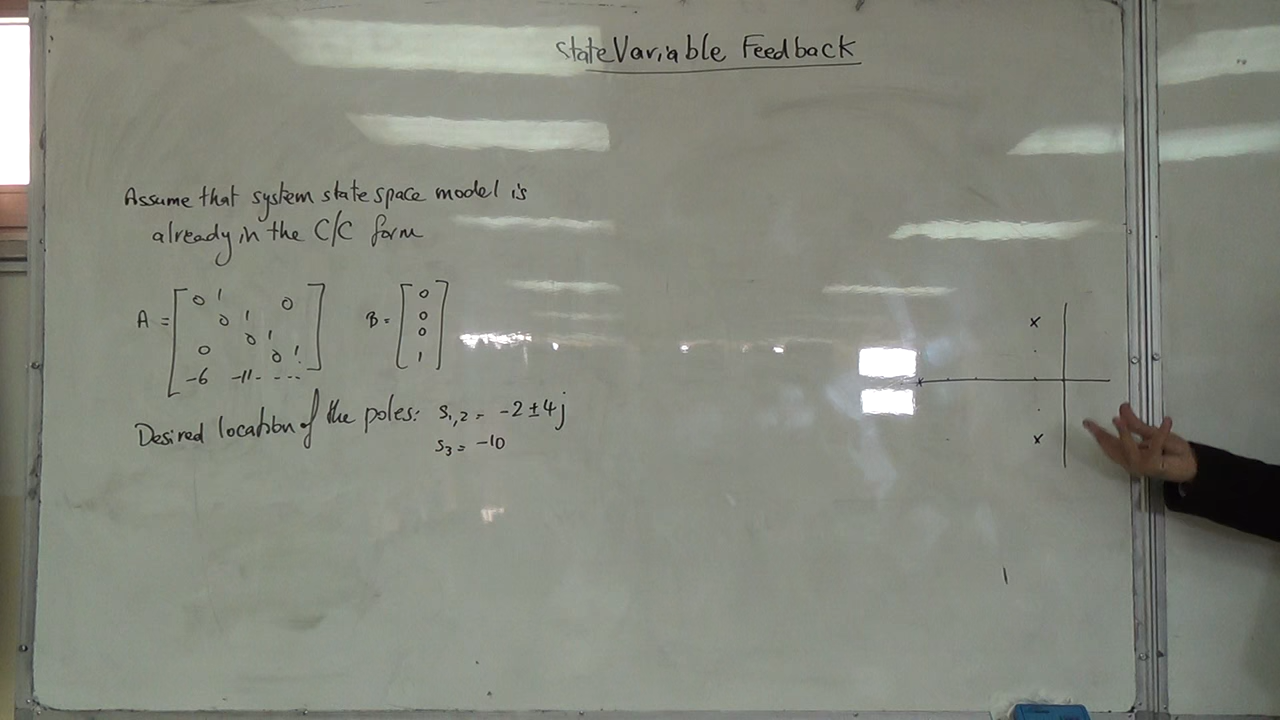 State Variable Feedback
Assume that system state space model is
already in the C/C form
A = [ 0 1 0
0 1
0 1
0 0 1
-6 -11 - - - - ]
B = [ 0
0
0
1 ]
Desired location of the poles: s1,2 = -2 ± 4j
s3 = -10